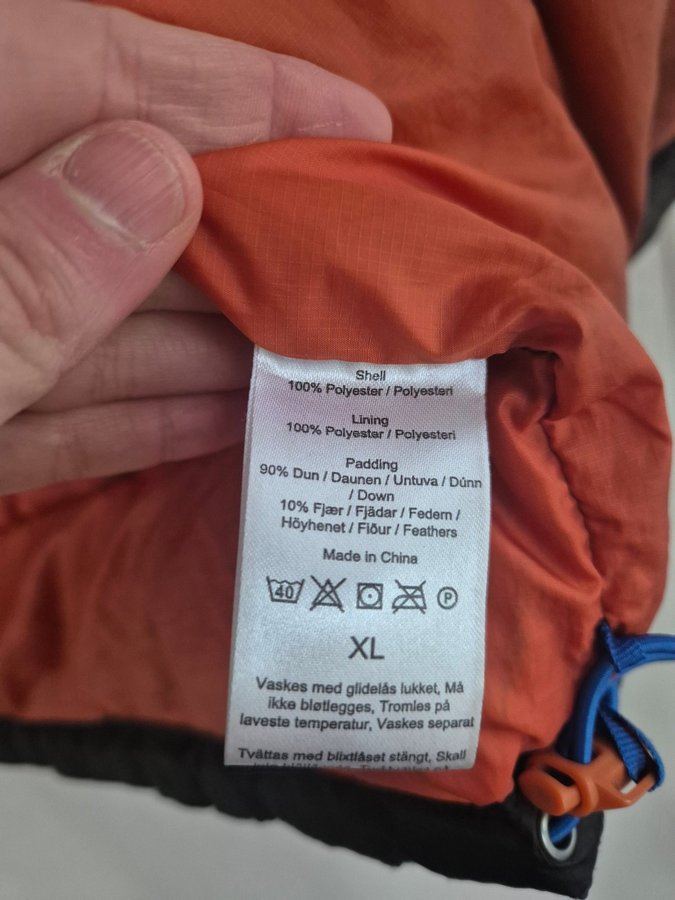 Shell
100% Polyester / Polyesteri
Lining
100% Polyester / Polyesteri
Padding
90% Dun / Daunen / Untuva / Dúnn
/ Down
10% Fjær / Fjädar / Federn /
Höyhenet / Fiður / Feathers
Made in China
40
P
XL
Vaskes med glidelås lukket, Må
ikke bløtlegges, Tromles på
laveste temperatur, Vaskes separat
Tvättas med blixtlåset stängt, Skall